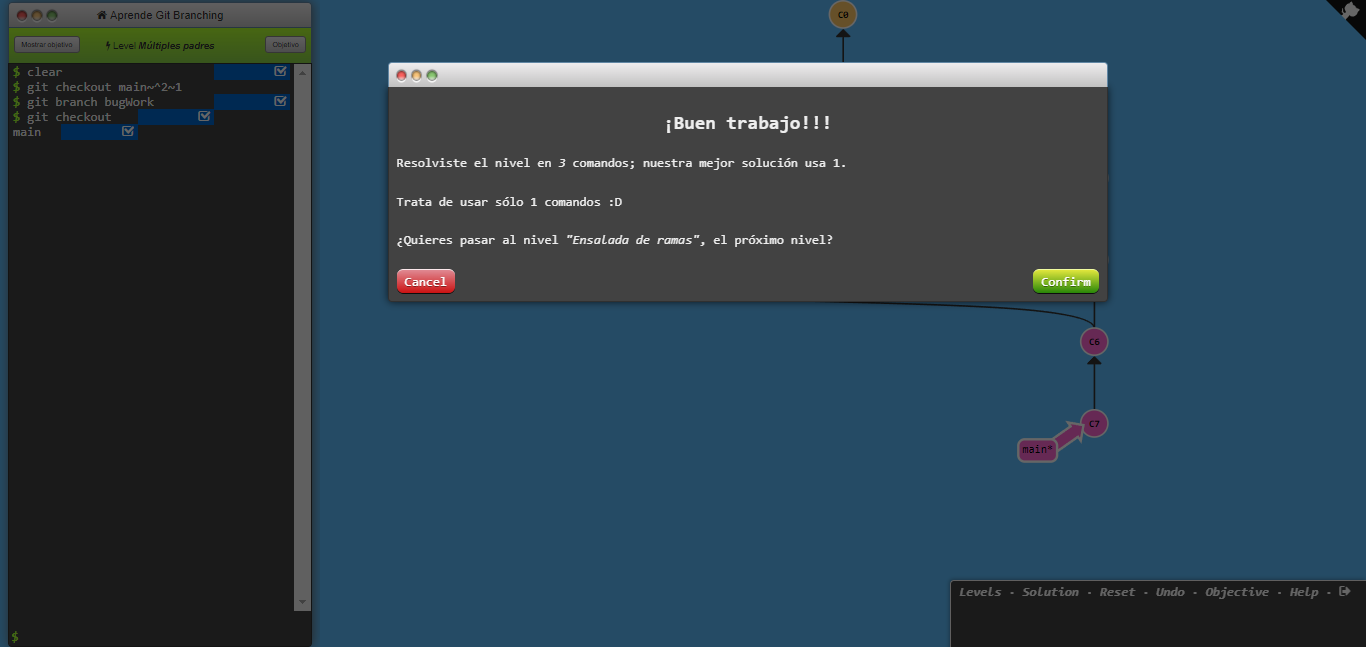 Aprende Git Branching
Mostrar objetivo
Level Múltiples padres
Objetivo
$ clear
$ git checkout main~^2~1
$ git branch bugWork
$ git checkout
main
$
C0
¡Buen trabajo!!!
Resolviste el nivel en 3 comandos; nuestra mejor solución usa 1.
Trata de usar sólo 1 comandos :D
¿Quieres pasar al nivel "Ensalada de ramas", el próximo nivel?
Cancel
Confirm
C6
C7
main*
Levels - Solution - Reset - Undo - Objective - Help -